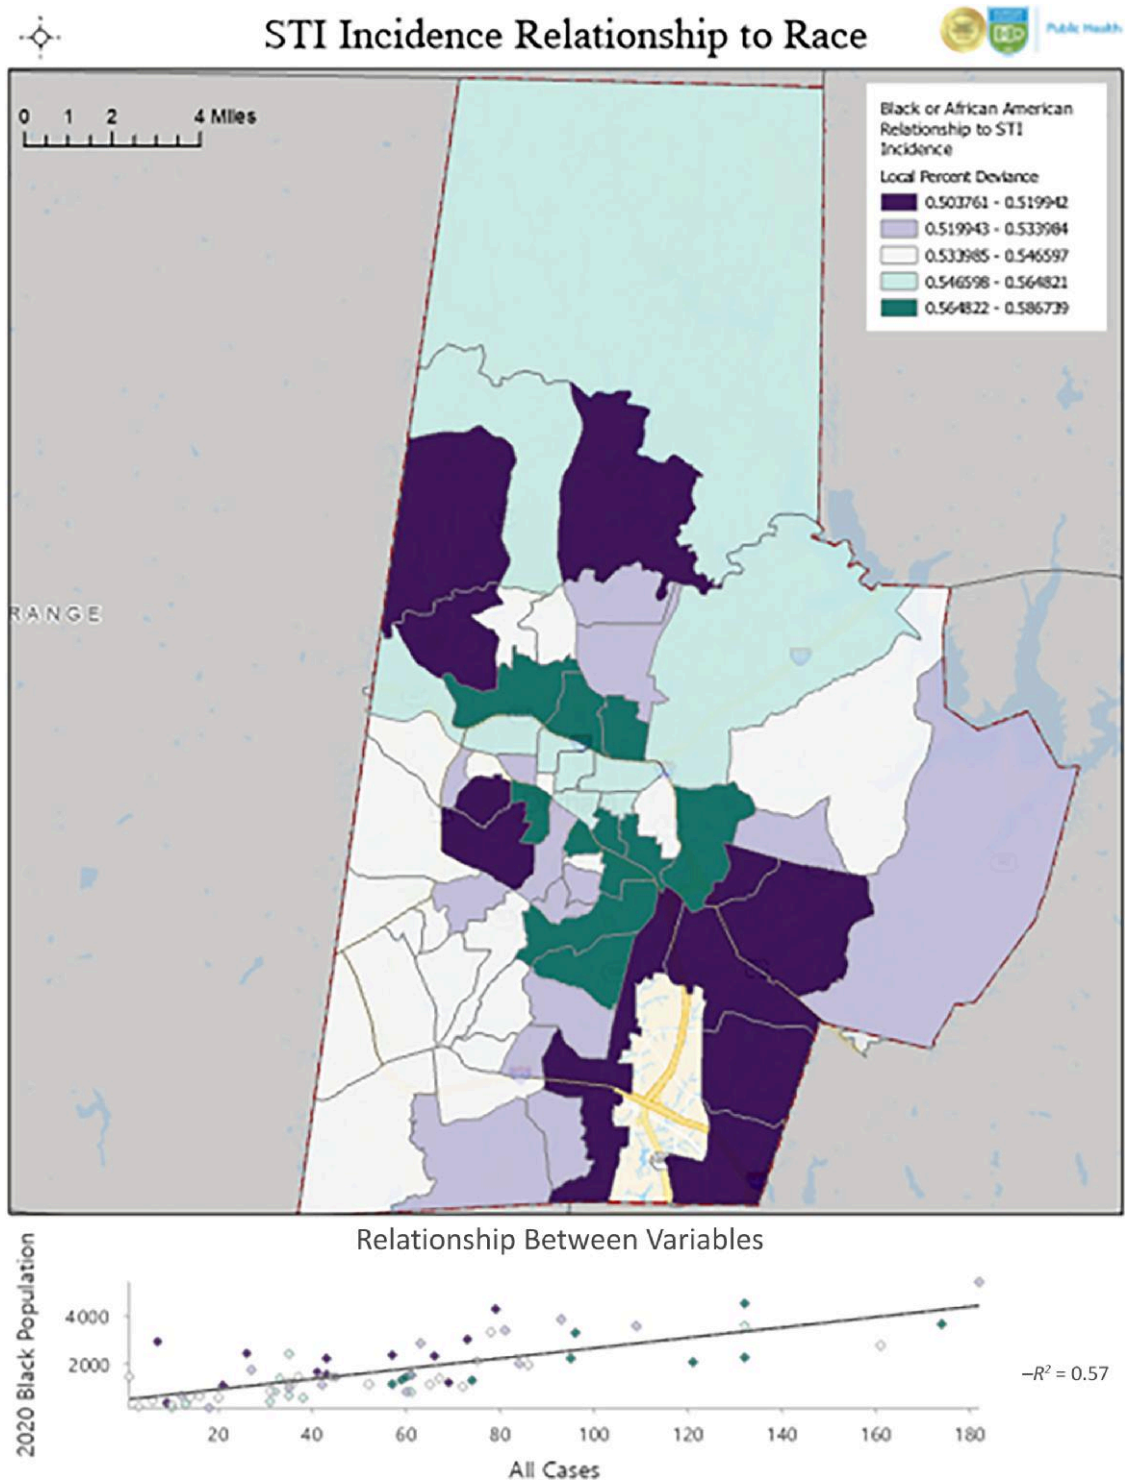 STI Incidence Relationship to Race
Public Health
0 1 2 4 Miles
Black or African American
Relationship to STI
Incidence
Local Percent Deviance
0.503761 - 0.519942
0.519943 - 0.533984
0.533985 - 0.546597
0.546598 - 0.564821
0.564822 - 0.586739
RANGE
Relationship Between Variables
2020 Black Population
4000
2000
–R² = 0.57
20 40 60 80 100 120 140 160 180
All Cases